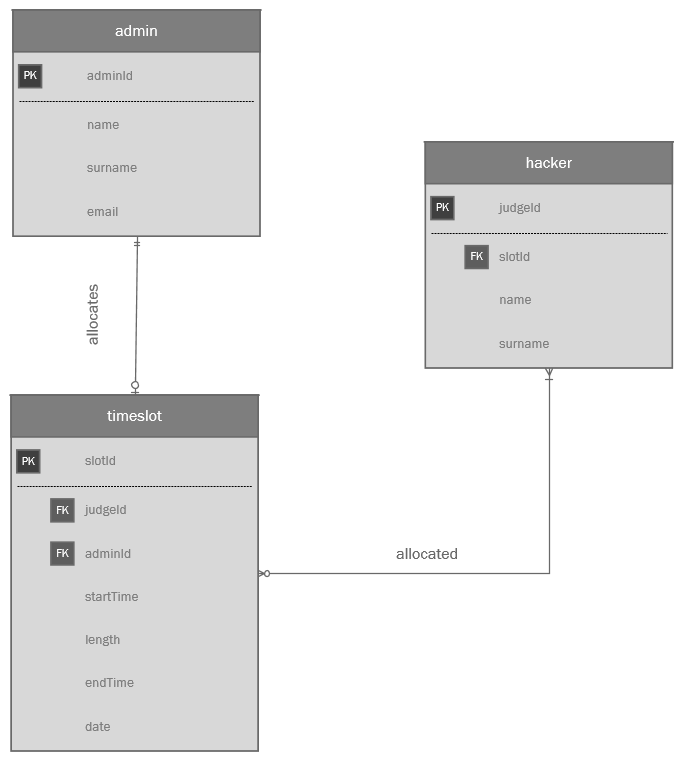 admin
PK adminId
name
surname
email
allocates
hacker
PK judgeId
FK slotId
name
surname
timeslot
PK slotId
FK judgeId
FK adminId
startTime
length
endTime
date
allocated